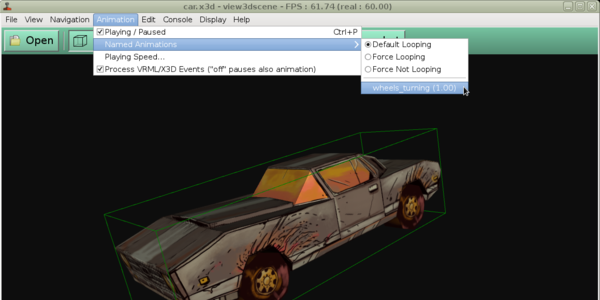 car.x3d - view3dscene - FPS : 61.74 (real : 60.00)
File View Navigation Animation Edit Console Display Help
Open
Playing / Paused Ctrl+P
Named Animations
Playing Speed...
Process VRML/X3D Events ("off" pauses also animation)
Default Looping
Force Looping
Force Not Looping
wheels_turning (1.00)